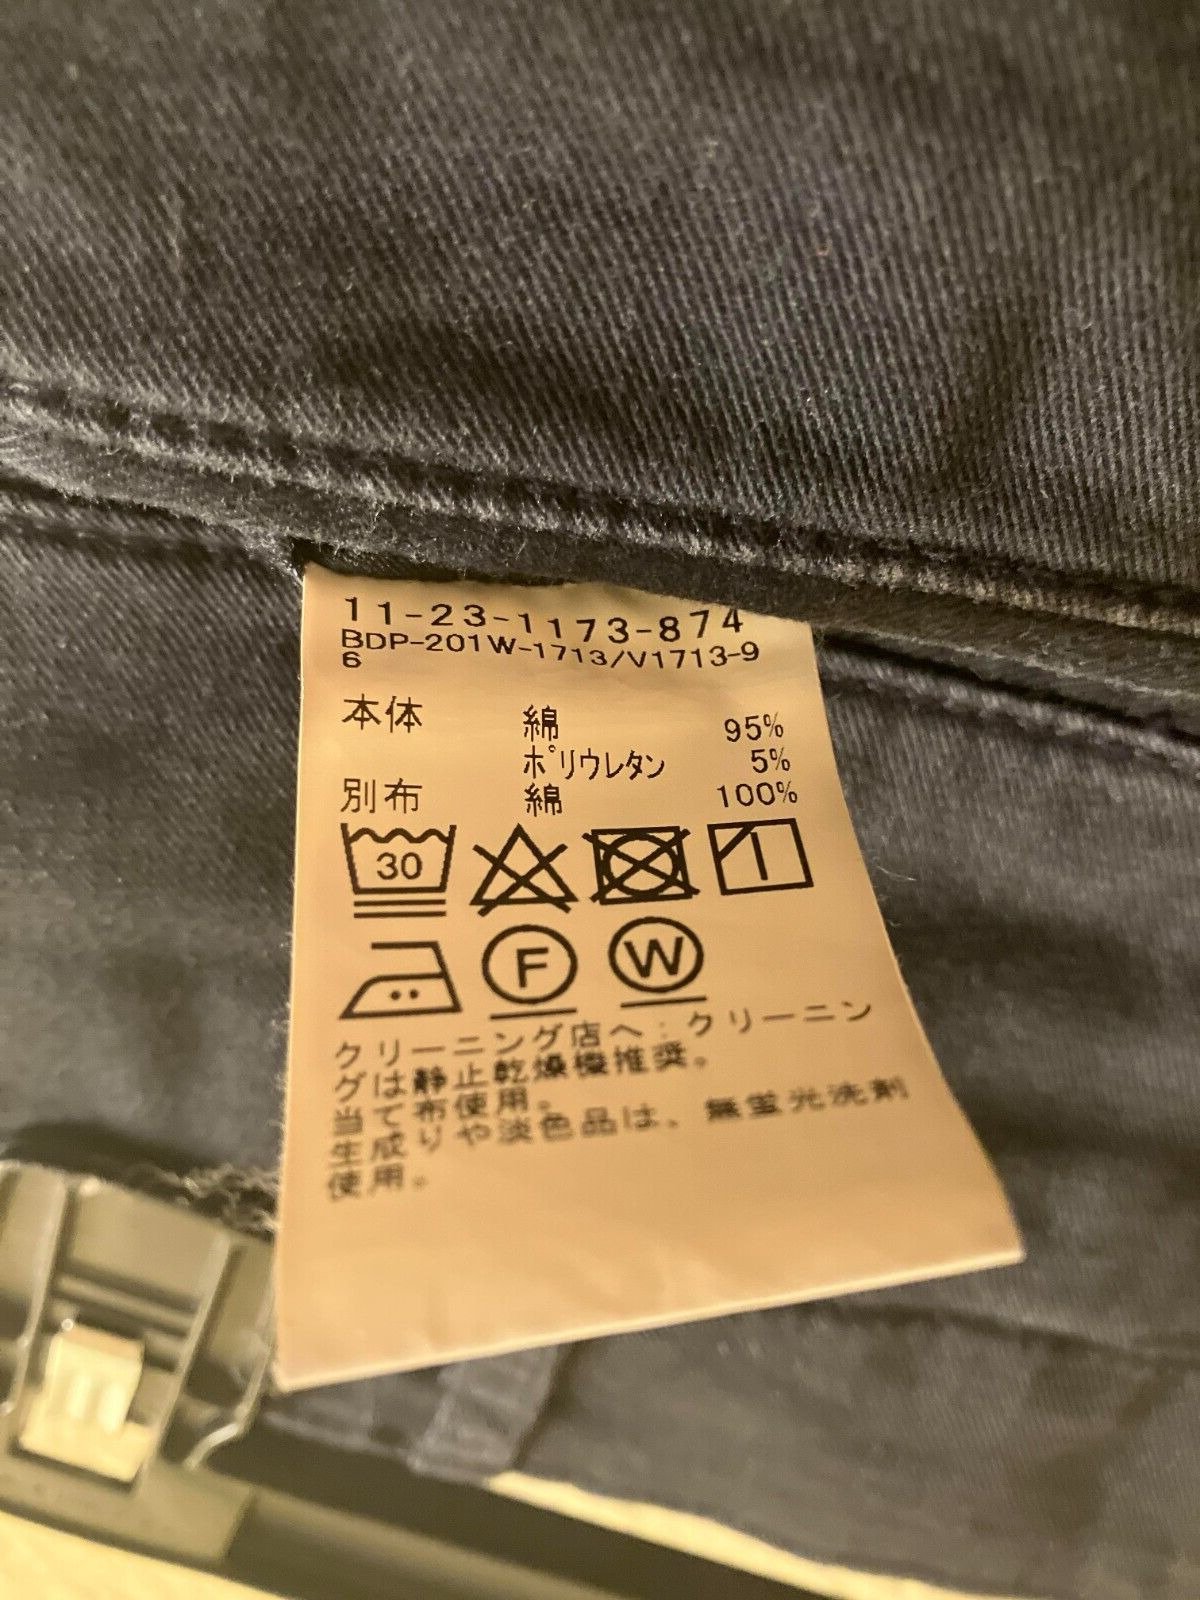 11-23-1173-874
BDP-201W-1713/V1713-9
6
本体 綿 95%
ポリウレタン 5%
別布 綿 100%
30
F W
クリーニング店へ:クリーニン
グは静止乾燥機推奨。
当て布使用。
生成りや淡色品は、無蛍光洗剤
使用。